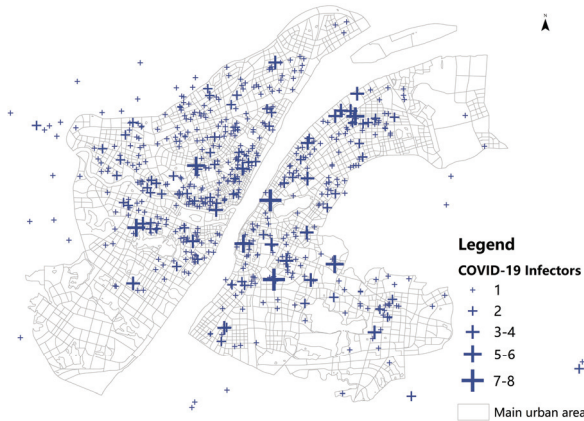 N
Legend
COVID-19 Infectors
1
2
3-4
5-6
7-8
Main urban area